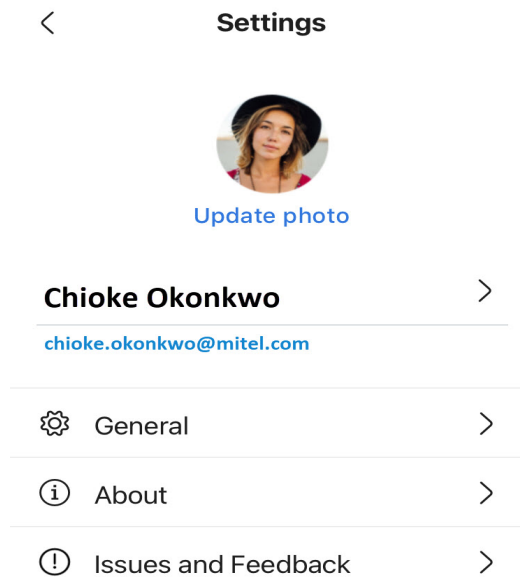 Settings
Update photo
Chioke Okonkwo
chioke.okonkwo@mitel.com
General
About
Issues and Feedback